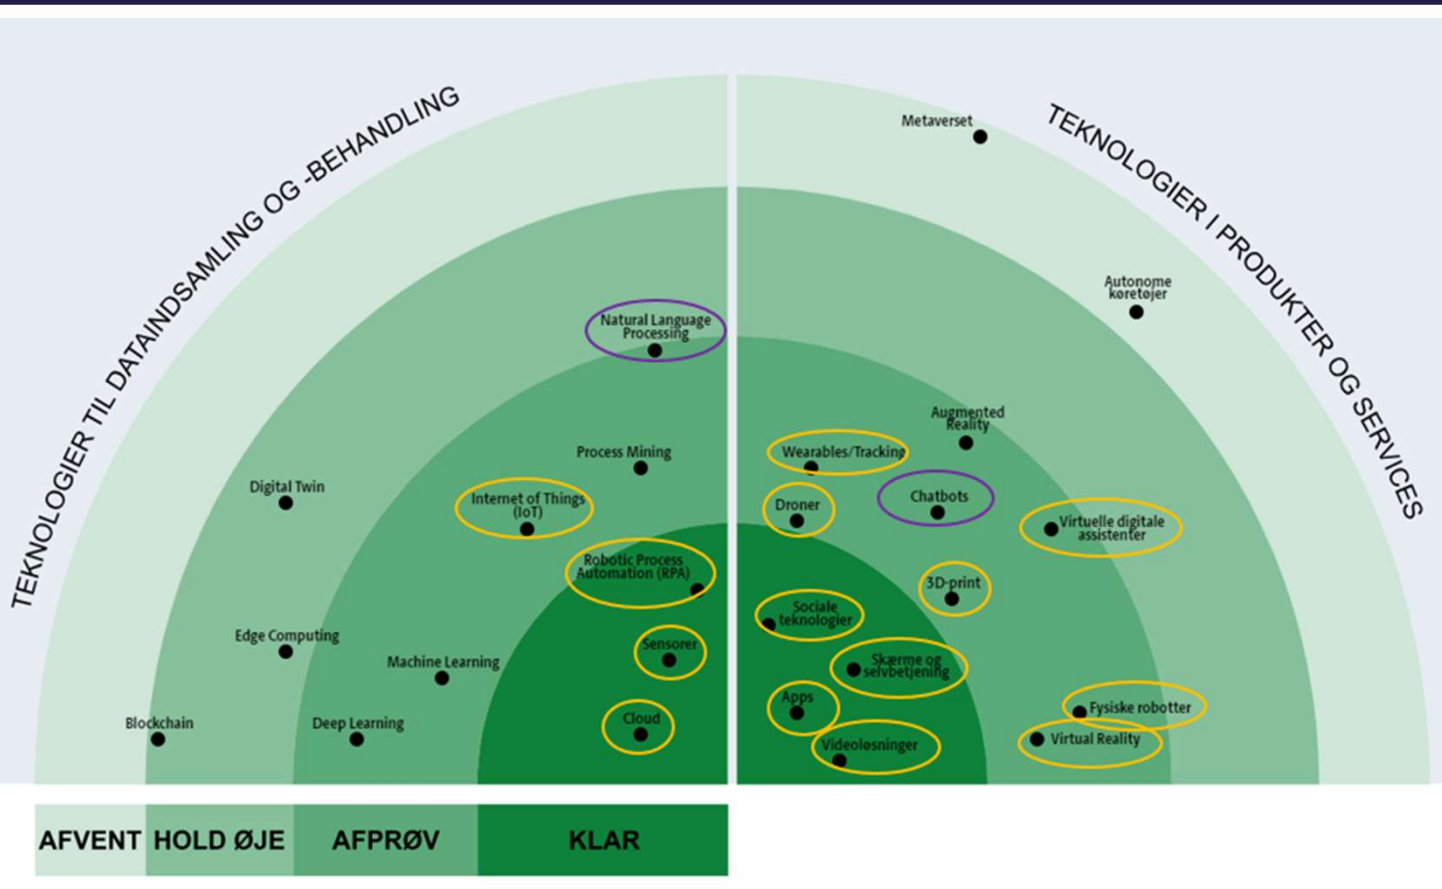 TEKNOLOGIER TIL DATAINDSAMLING OG -BEHANDLING
TEKNOLOGIER I PRODUKTER OG SERVICES
Metaverset
Autonome
køretøjer
Natural Language
Processing
Augmented
Reality
Process Mining
Wearables/Tracking
Digital Twin
Internet of Things
(IoT)
Droner
Chatbots
Virtuelle digitale
assistenter
Robotic Process
Automation (RPA)
3D-print
Sociale
teknologier
Edge Computing
Sensorer
Machine Learning
Skærme og
selvbetjening
Apps
Fysiske robotter
Blockchain
Deep Learning
Cloud
Videoløsninger
Virtual Reality
AFVENT
HOLD ØJE
AFPRØV
KLAR